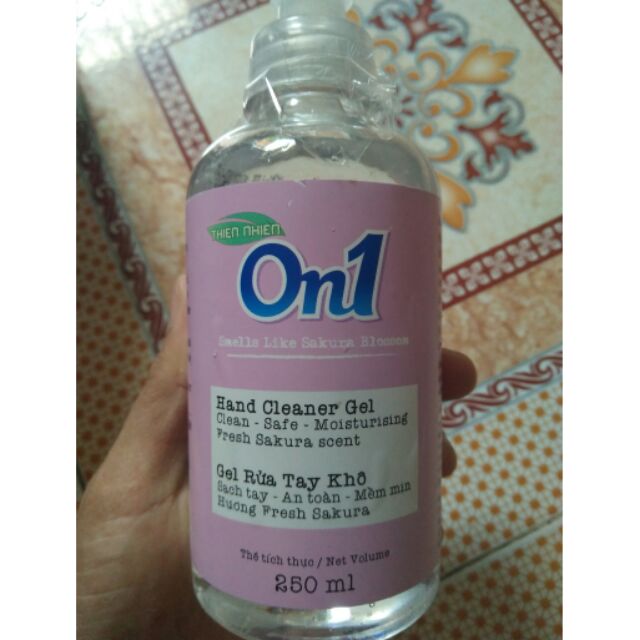 THIEN NHIEN
On1
Smells Like Sakura Blossom
Hand Cleaner Gel
Clean - Safe - Moisturising
Fresh Sakura scent
Gel Rửa Tay Khô
Sạch tay - An toàn - Mềm mịn
Hương Fresh Sakura
Thể tích thực / Net Volume
250 ml